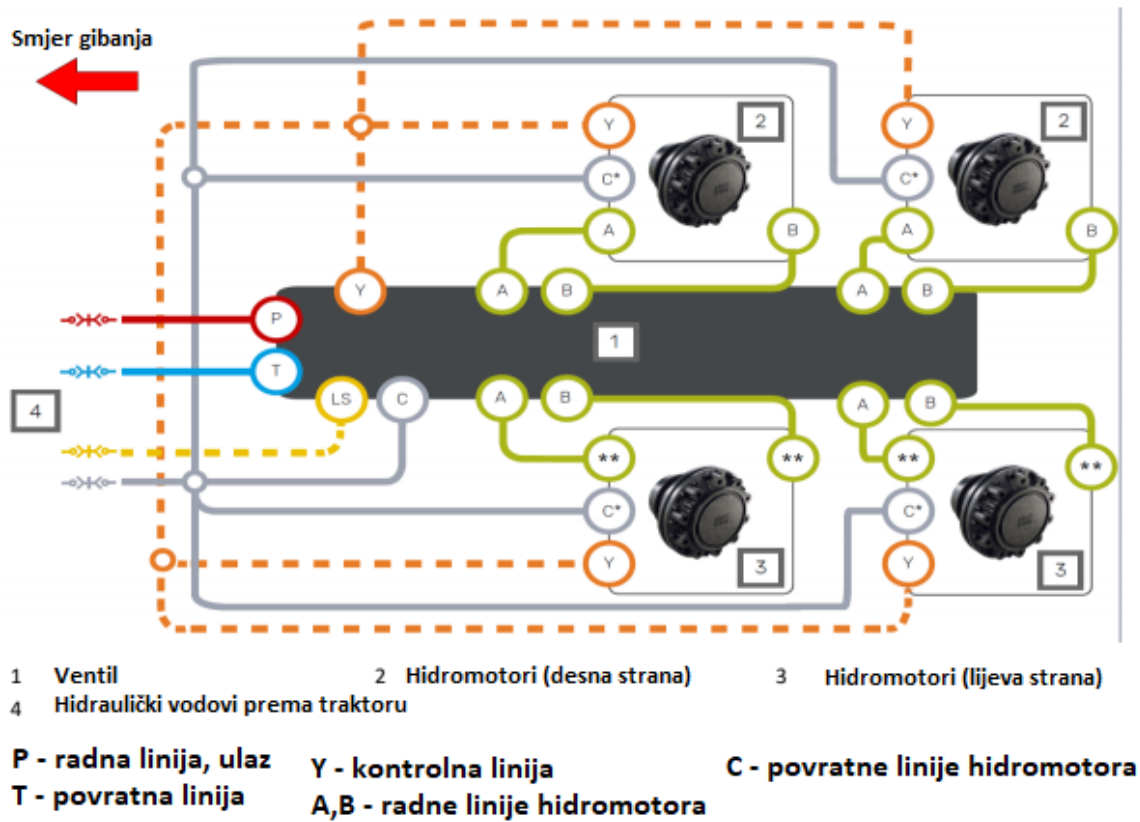 Smjer gibanja
Y
2
Y
2
C*
C*
A
B
A
B
Y
A
B
A
B
P
1
T
LS
C
A
B
A
B
4
**
**
**
**
C*
C*
Y
3
Y
3
1 Ventil 2 Hidromotori (desna strana) 3 Hidromotori (lijeva strana)
4 Hidraulički vodovi prema traktoru
P - radna linija, ulaz
T - povratna linija
Y - kontrolna linija
A,B - radne linije hidromotora
C - povratne linije hidromotora